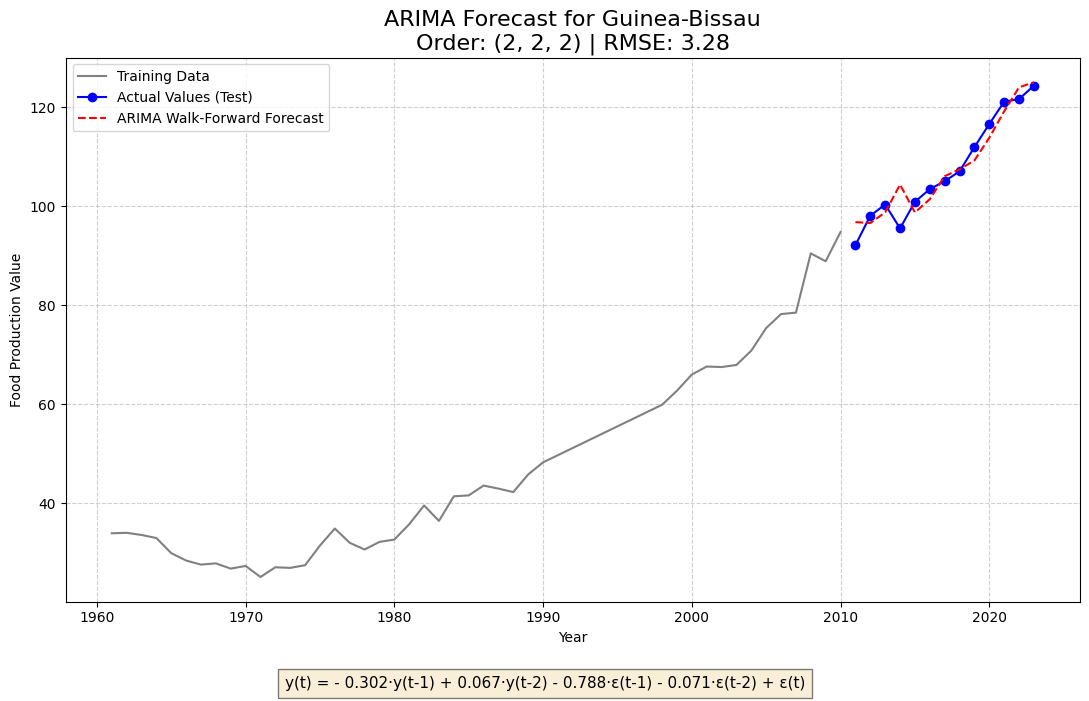 ARIMA Forecast for Guinea-Bissau
Order: (2, 2, 2) | RMSE: 3.28
Training Data
Actual Values (Test)
ARIMA Walk-Forward Forecast
Food Production Value
120
100
80
60
40
1960 1970 1980 1990 2000 2010 2020
Year
y(t) = - 0.302·y(t-1) + 0.067·y(t-2) - 0.788·ε(t-1) - 0.071·ε(t-2) + ε(t)